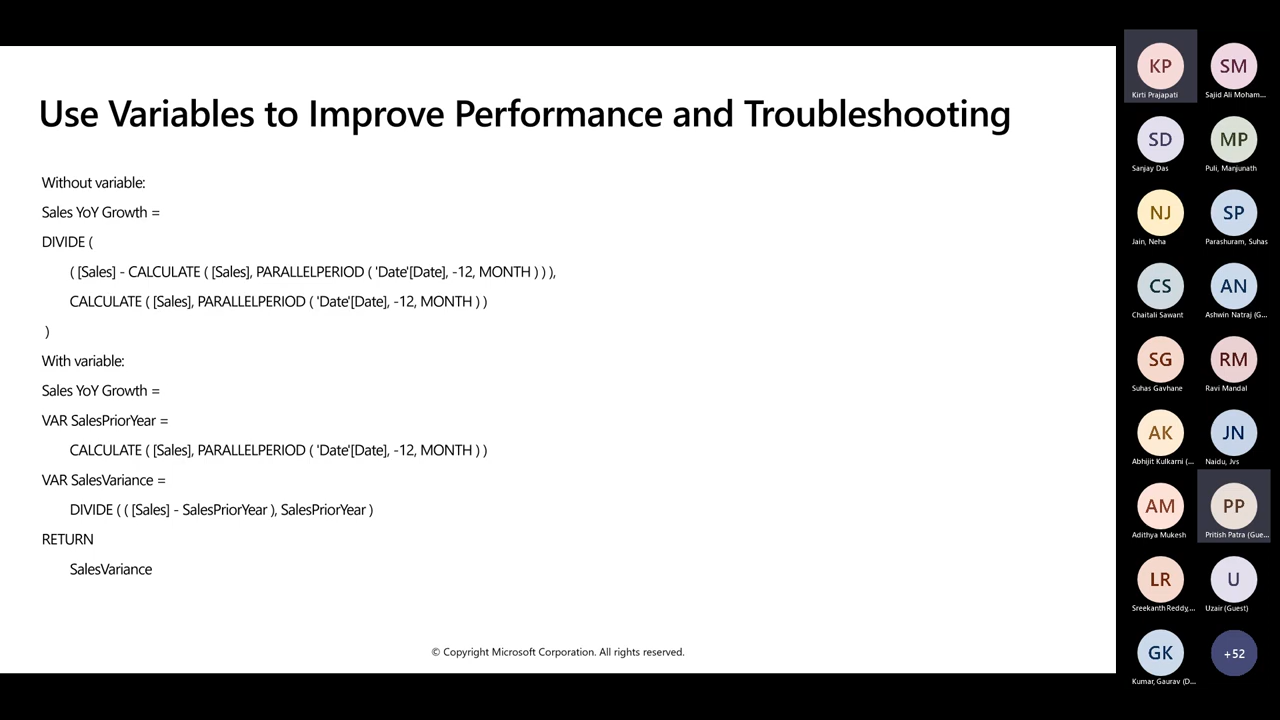 Use Variables to Improve Performance and Troubleshooting
Without variable:
Sales YoY Growth =
DIVIDE (
( [Sales] - CALCULATE ( [Sales], PARALLELPERIOD ( 'Date'[Date], -12, MONTH ) ) ),
CALCULATE ( [Sales], PARALLELPERIOD ( 'Date'[Date], -12, MONTH ) )
)
With variable:
Sales YoY Growth =
VAR SalesPriorYear =
CALCULATE ( [Sales], PARALLELPERIOD ( 'Date'[Date], -12, MONTH ) )
VAR SalesVariance =
DIVIDE ( ( [Sales] - SalesPriorYear ), SalesPriorYear )
RETURN
SalesVariance
© Copyright Microsoft Corporation. All rights reserved.
KP
Kirti Prajapati
SM
Sajid Ali Moham...
SD
Sanjay Das
MP
Puli, Manjunath
NJ
Jain, Neha
SP
Parashuram, Suhas
CS
Chaitali Sawant
AN
Ashwin Natraj (G...
SG
Suhas Gavhane
RM
Ravi Mandal
AK
Abhijit Kulkarni (...
JN
Naidu, Jvs
AM
Adithya Mukesh
PP
Pritish Patra (Gue...
LR
Sreekanth Reddy,...
U
Uzair (Guest)
GK
Kumar, Gaurav (D...
+52